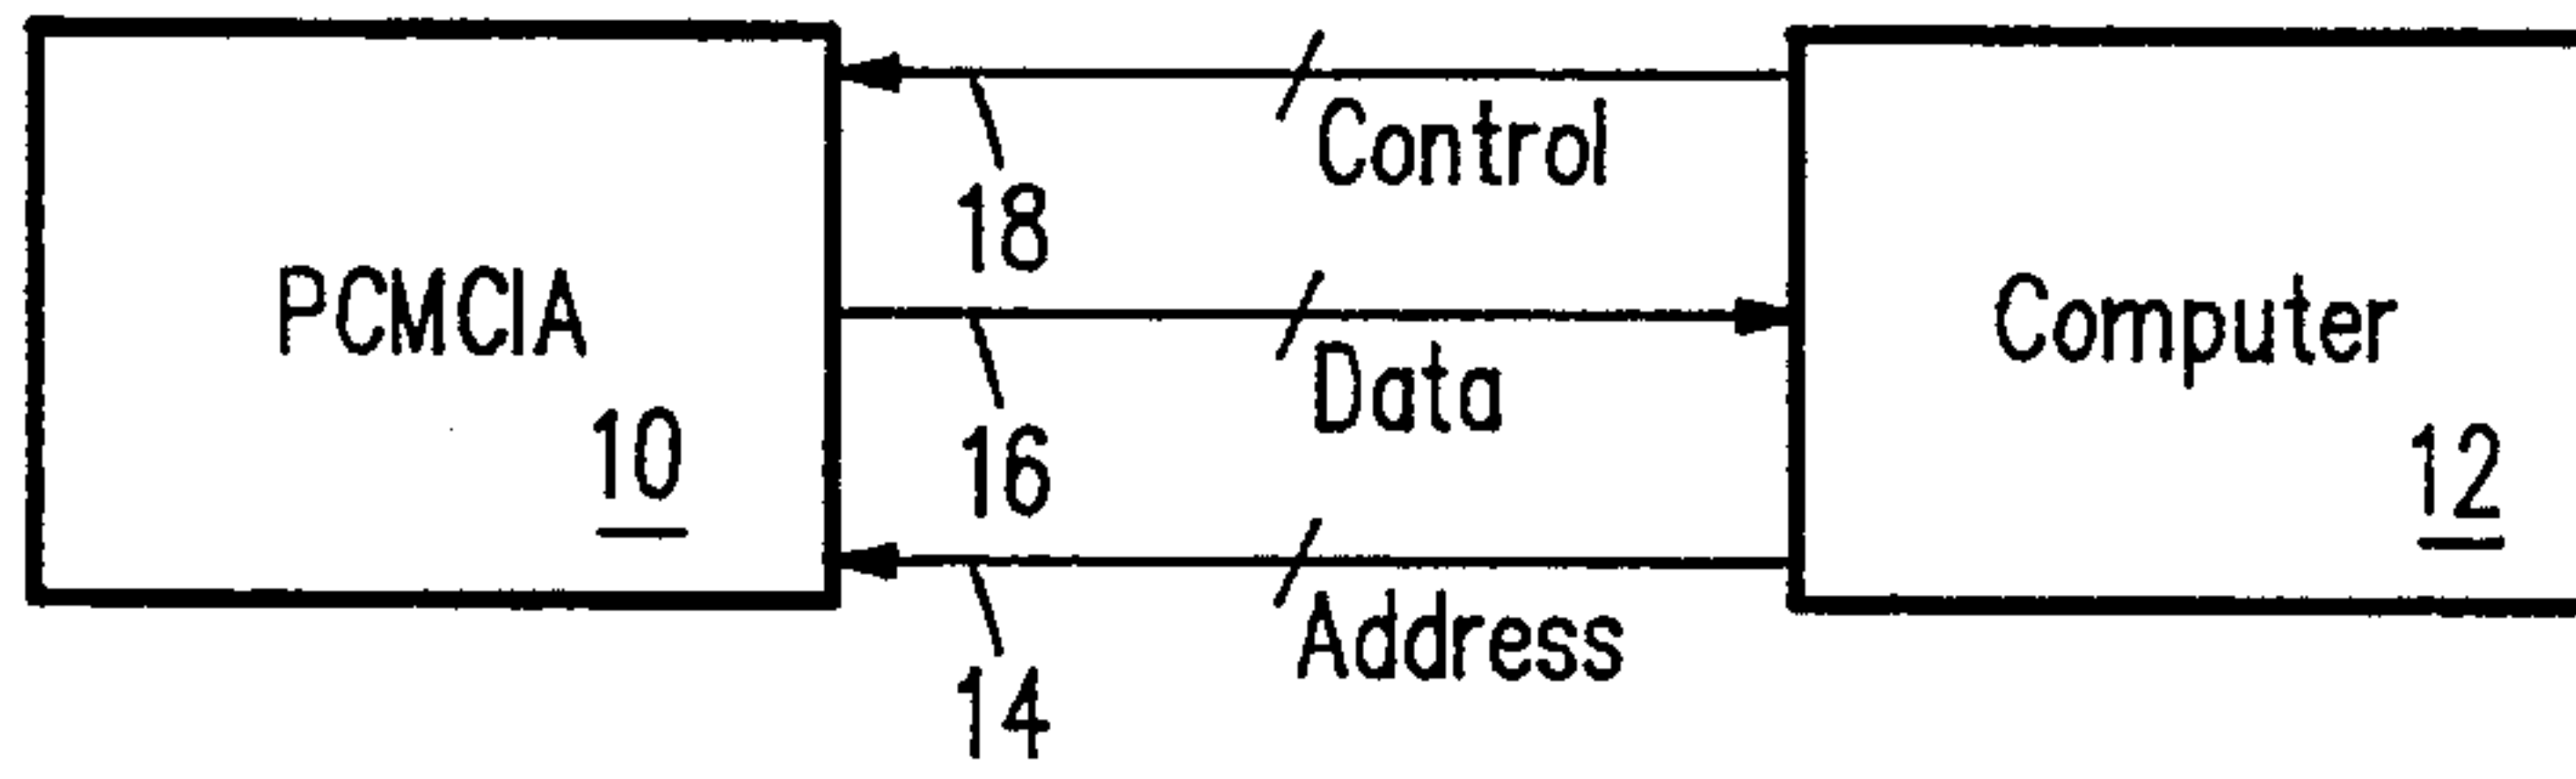 Control
18
PCMCIA
Computer
Data
10
16
12
Address
14